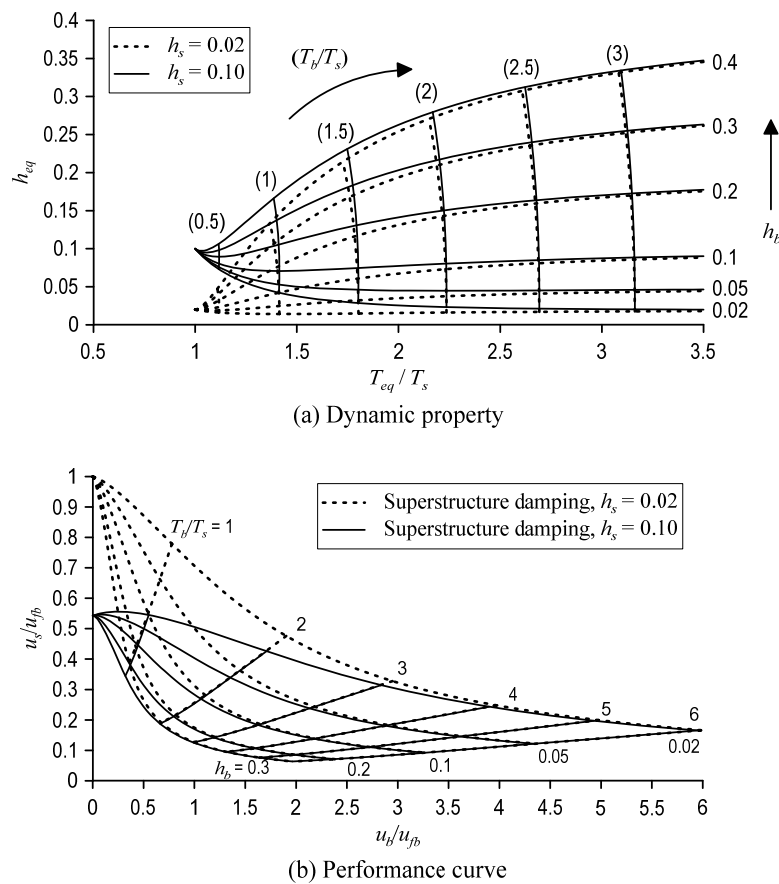 0.4
0.35
0.3
0.25
0.2
0.15
0.1
0.05
0
h_eq
h_s = 0.02
h_s = 0.10
(T_b/T_s)
(0.5)
(1)
(1.5)
(2)
(2.5)
(3)
0.4
0.3
0.2
0.1
0.05
0.02
h_b
0.5 1 1.5 2 2.5 3 3.5
T_eq / T_s
(a) Dynamic property
1
0.9
0.8
0.7
0.6
0.5
0.4
0.3
0.2
0.1
0
u_s/u_fb
Superstructure damping, h_s = 0.02
Superstructure damping, h_s = 0.10
T_b/T_s = 1
2
3
4
5
6
h_b = 0.3
0.2
0.1
0.05
0.02
0 0.5 1 1.5 2 2.5 3 3.5 4 4.5 5 5.5 6
u_b/u_fb
(b) Performance curve